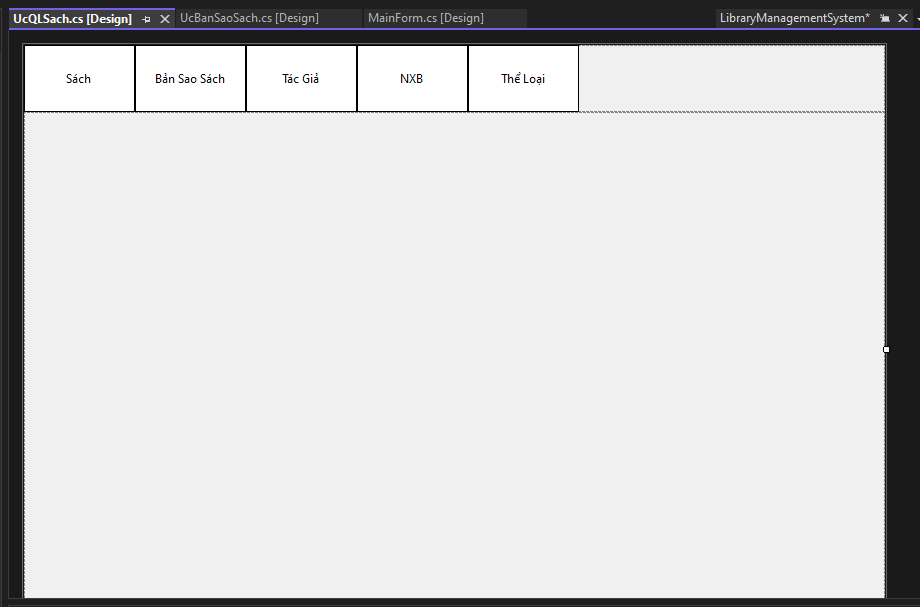 UcQLSach.cs [Design] UcBanSaoSach.cs [Design] MainForm.cs [Design] LibraryManagementSystem*
Sách Bản Sao Sách Tác Giả NXB Thể Loại